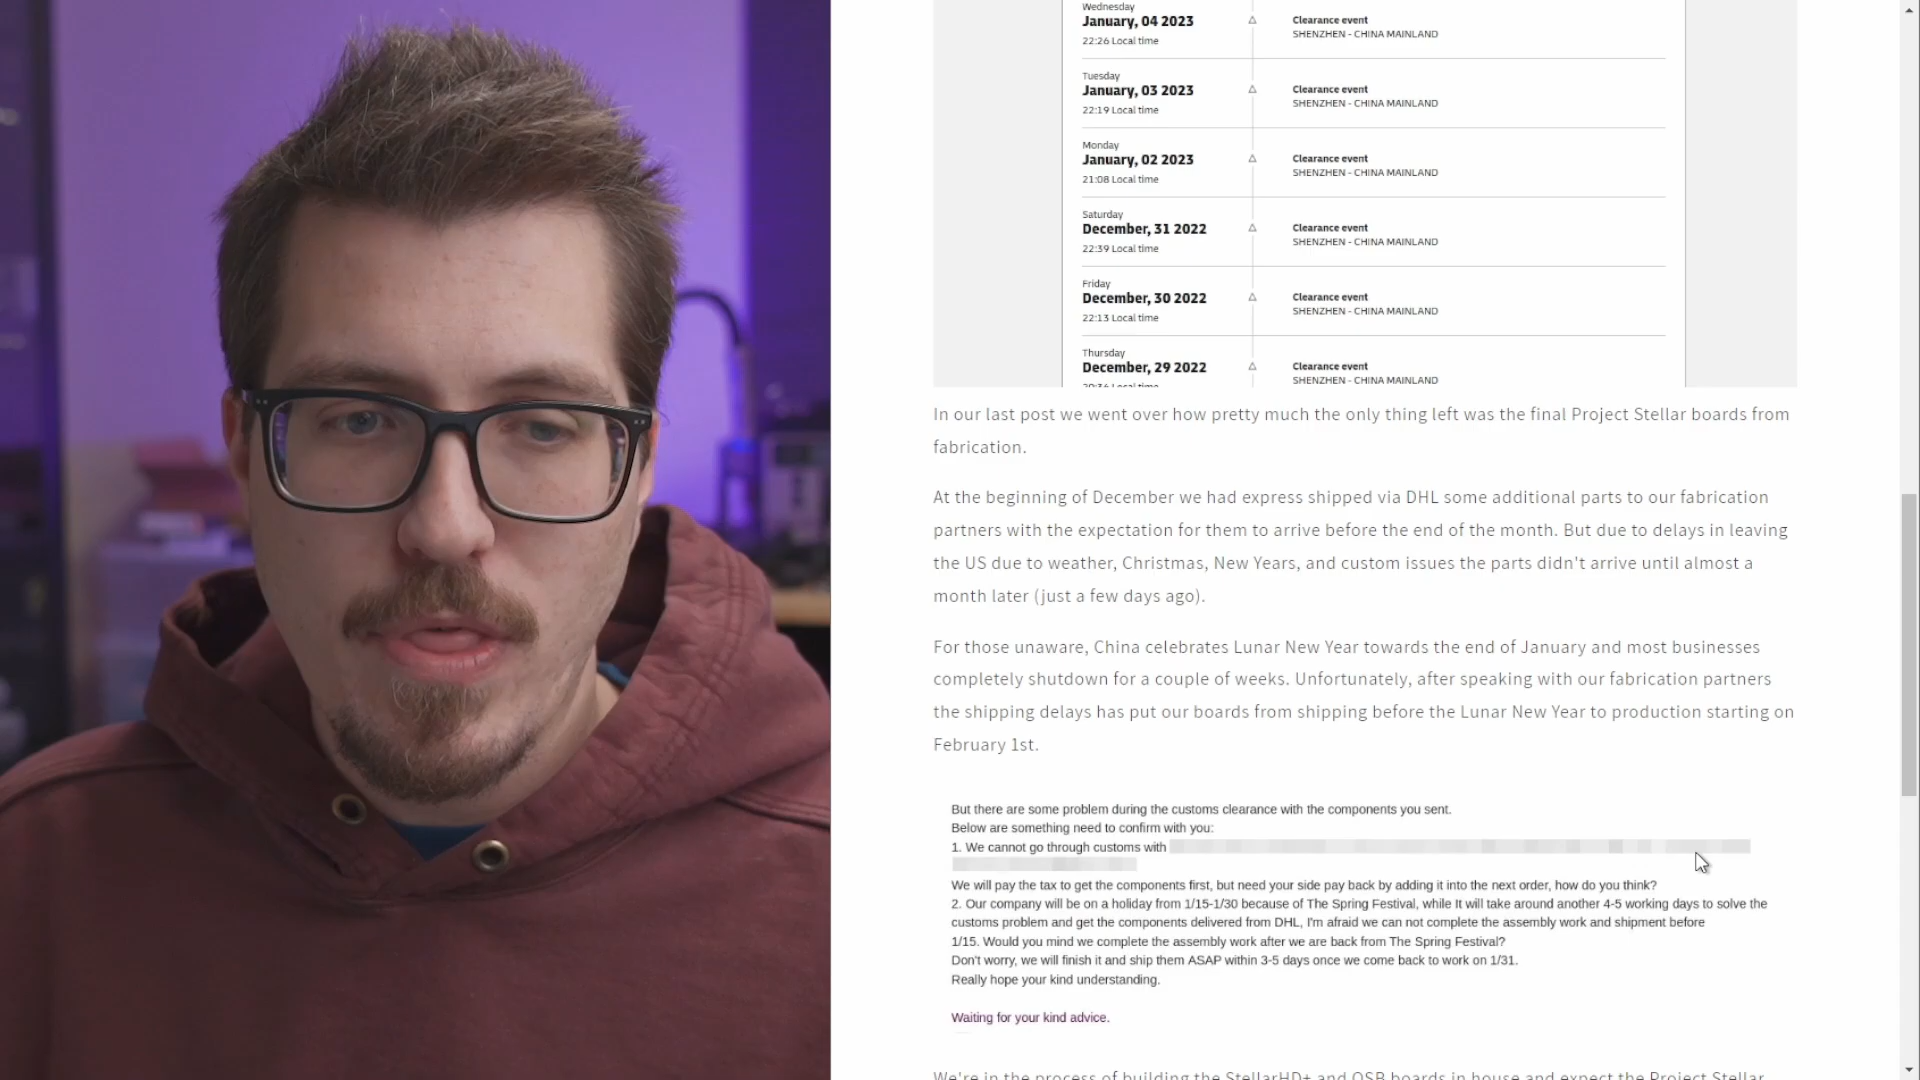 Wednesday
January, 04 2023
22:26 Local time
Clearance event
SHENZHEN - CHINA MAINLAND
Tuesday
January, 03 2023
22:19 Local time
Clearance event
SHENZHEN - CHINA MAINLAND
Monday
January, 02 2023
21:08 Local time
Clearance event
SHENZHEN - CHINA MAINLAND
Saturday
December, 31 2022
22:39 Local time
Clearance event
SHENZHEN - CHINA MAINLAND
Friday
December, 30 2022
22:13 Local time
Clearance event
SHENZHEN - CHINA MAINLAND
Thursday
December, 29 2022
Local time
Clearance event
SHENZHEN - CHINA MAINLAND
In our last post we went over how pretty much the only thing left was the final Project Stellar boards from
fabrication.
At the beginning of December we had express shipped via DHL some additional parts to our fabrication
partners with the expectation for them to arrive before the end of the month. But due to delays in leaving
the US due to weather, Christmas, New Years, and custom issues the parts didn't arrive until almost a
month later (just a few days ago).
For those unaware, China celebrates Lunar New Year towards the end of January and most businesses
completely shutdown for a couple of weeks. Unfortunately, after speaking with our fabrication partners
the shipping delays has put our boards from shipping before the Lunar New Year to production starting on
February 1st.
But there are some problem during the customs clearance with the components you sent.
Below are something need to confirm with you:
1. We cannot go through customs with
We will pay the tax to get the components first, but need your side pay back by adding it into the next order, how do you think?
2. Our company will be on a holiday from 1/15-1/30 because of The Spring Festival, while It will take around another 4-5 working days to solve the
customs problem and get the components delivered from DHL, I'm afraid we can not complete the assembly work and shipment before
1/15. Would you mind we complete the assembly work after we are back from The Spring Festival?
Don't worry, we will finish it and ship them ASAP within 3-5 days once we come back to work on 1/31.
Really hope your kind understanding.
Waiting for your kind advice.
We're in the process of building the StellarHD+ and QSB boards in house and expect the Project Stellar